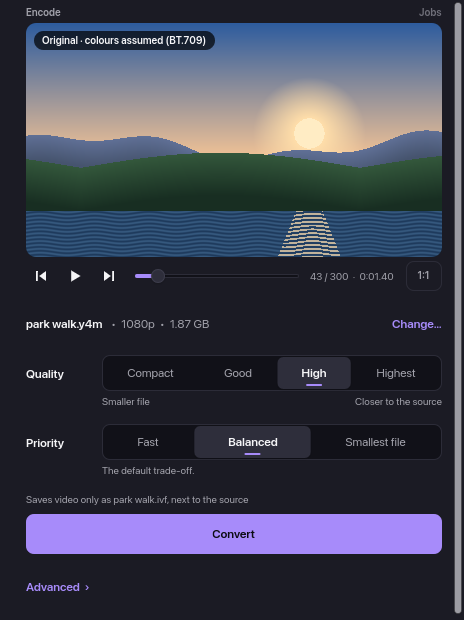 Encode Jobs
Original · colours assumed (BT.709)
43 / 300 · 0:01.40 1:1
park walk.y4m · 1080p · 1.87 GB Change...
Quality Compact Good High Highest
Smaller file Closer to the source
Priority Fast Balanced Smallest file
The default trade-off.
Saves video only as park walk.ivf, next to the source
Convert
Advanced ›